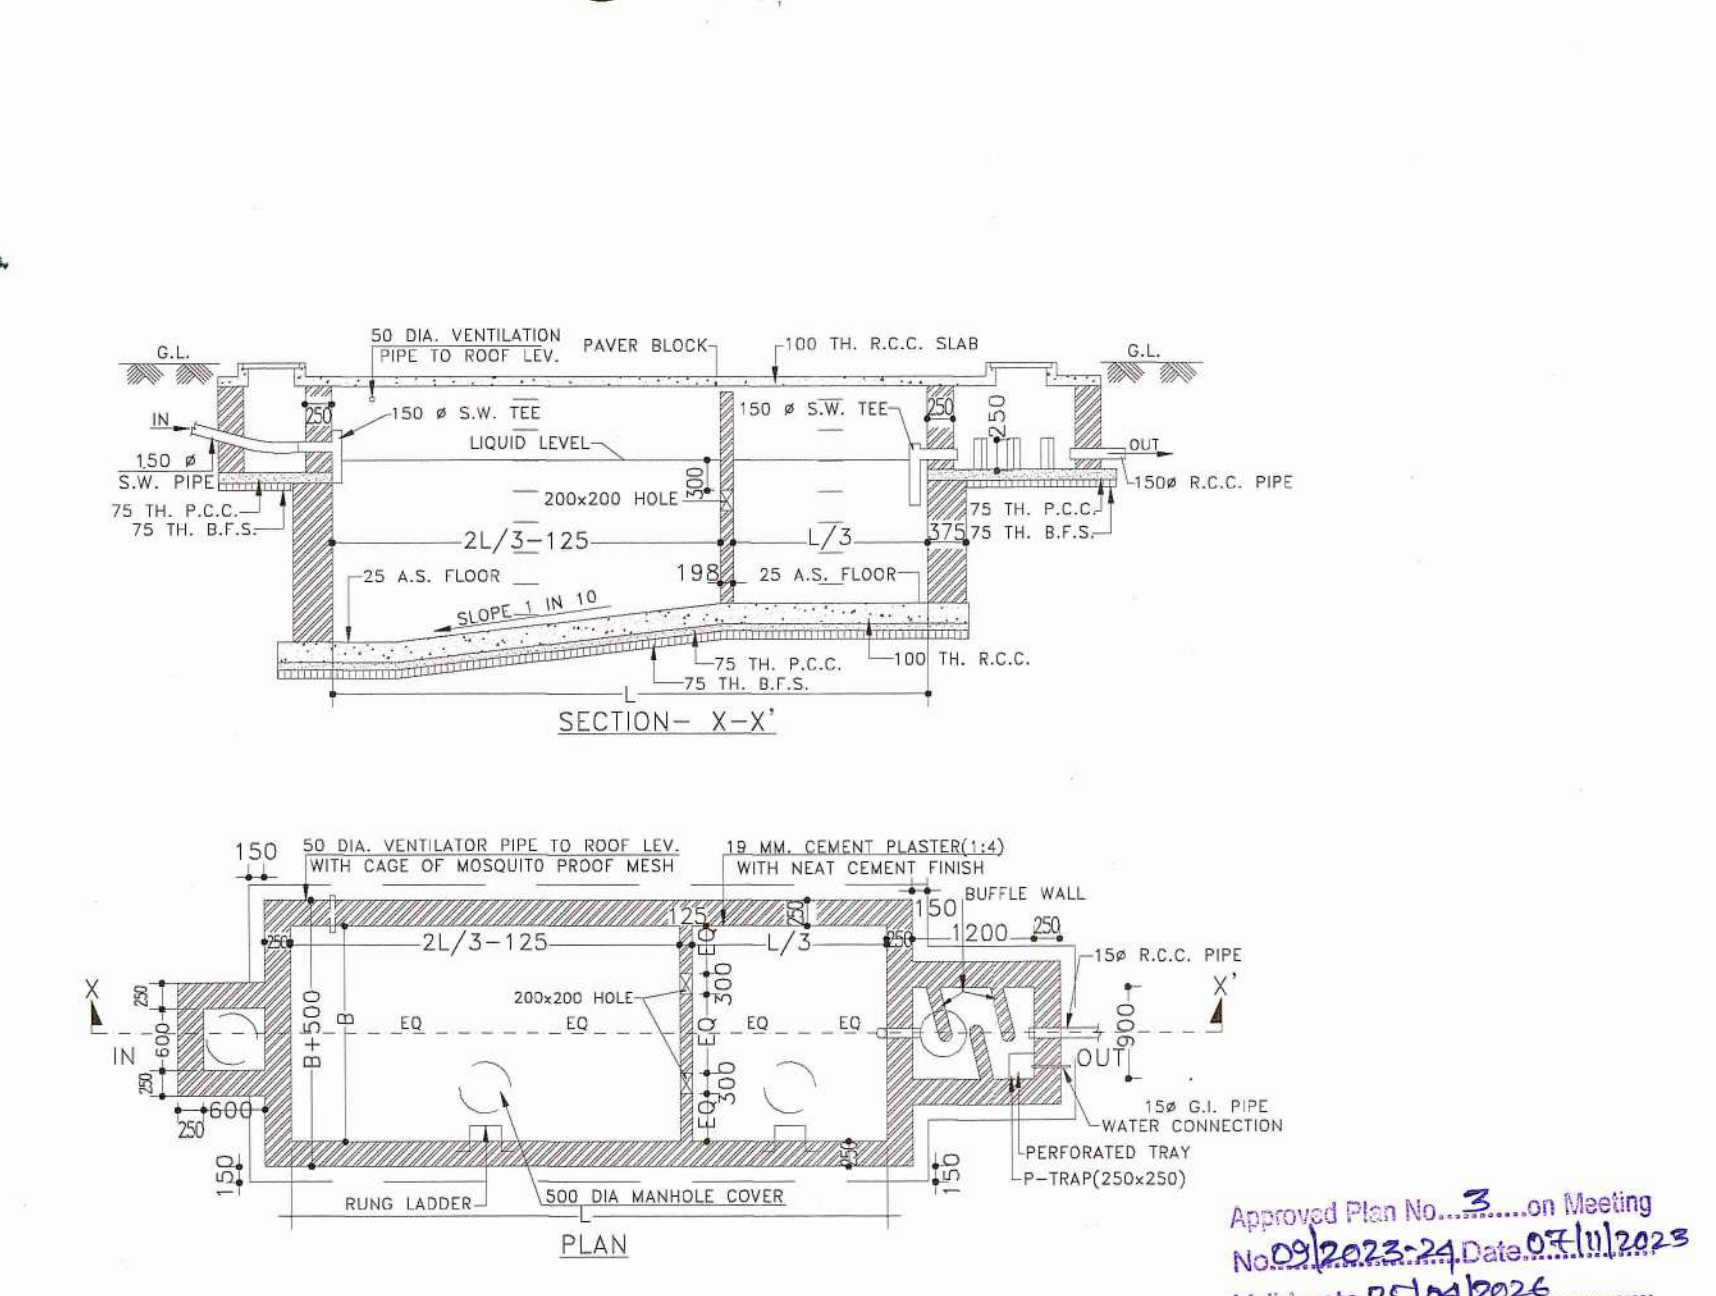 50 DIA. VENTILATION
PIPE TO ROOF LEV.
PAVER BLOCK
100 TH. R.C.C. SLAB
G.L.
G.L.
250
150 ø S.W. TEE
150 ø S.W. TEE
250
250
IN
LIQUID LEVEL
OUT
150 ø
S.W. PIPE
300
200x200 HOLE
150ø R.C.C. PIPE
75 TH. P.C.C.
75 TH. B.F.S.
75 TH. P.C.C.
75 TH. B.F.S.
2L/3-125
L/3
375
25 A.S. FLOOR
198
25 A.S. FLOOR
SLOPE 1 IN 10
75 TH. P.C.C.
100 TH. R.C.C.
75 TH. B.F.S.
L
SECTION- X-X'
150
50 DIA. VENTILATOR PIPE TO ROOF LEV.
WITH CAGE OF MOSQUITO PROOF MESH
19 MM. CEMENT PLASTER(1:4)
WITH NEAT CEMENT FINISH
BUFFLE WALL
125
250
150
250
250
2L/3-125
L/3
250
1200
15ø R.C.C. PIPE
X
X'
250
600
250
IN
B+500
B
EQ
EQ
EQ
EQ
200x200 HOLE
EQ
300
EQ
300
EQ
900
OUT
600
250
150
250
150
15ø G.I. PIPE
WATER CONNECTION
PERFORATED TRAY
P-TRAP(250x250)
RUNG LADDER
500 DIA MANHOLE COVER
L
PLAN
Approved Plan No...3......on Meeting
No.09/2023-24.Date.07/11/2023